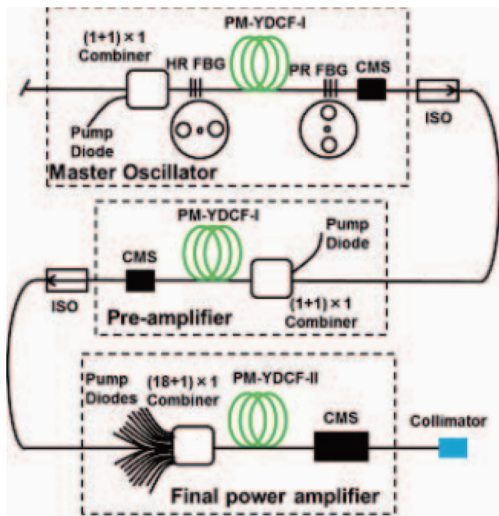 PM-YDCF-I
(1+1)×1
Combiner
HR FBG
PR FBG
CMS
ISO
Pump
Diode
Master Oscillator
PM-YDCF-I
Pump
Diode
CMS
ISO
(1+1)×1
Combiner
Pre-amplifier
Pump
Diodes
(18+1)×1
Combiner
PM-YDCF-II
CMS
Collimator
Final power amplifier